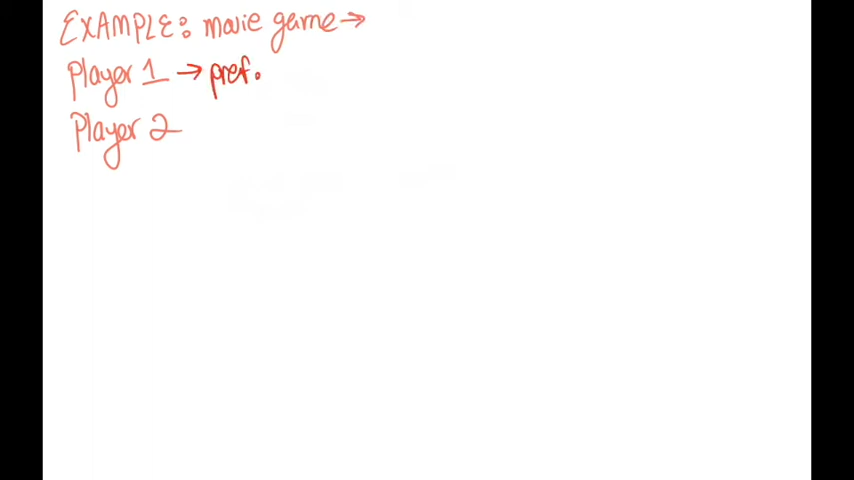 EXAMPLE: movie game →
Player 1 → pref.
Player 2